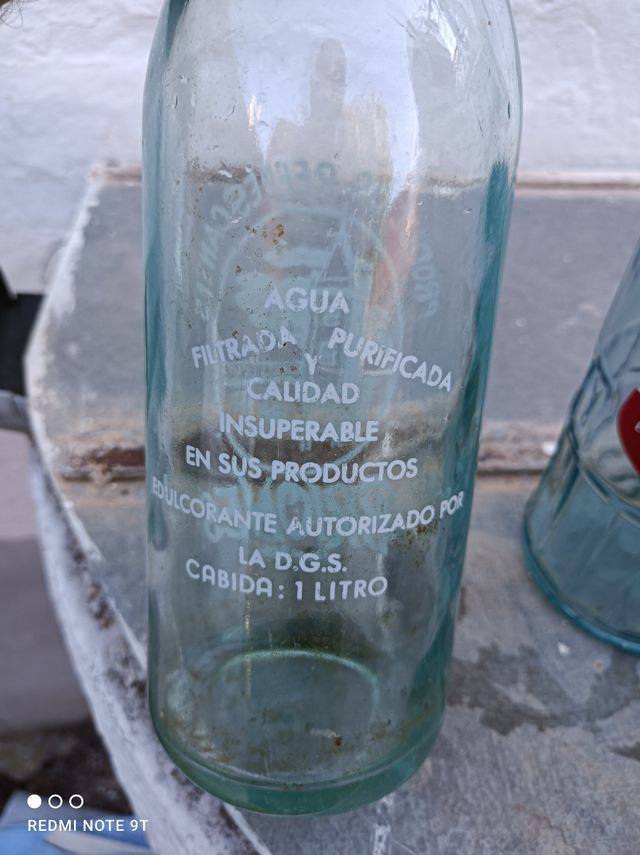 AGUA
FILTRADA PURIFICADA
Y
CALIDAD
INSUPERABLE
EN SUS PRODUCTOS
EDULCORANTE AUTORIZADO POR
LA D.G.S.
CABIDA: 1 LITRO
REDMI NOTE 9T